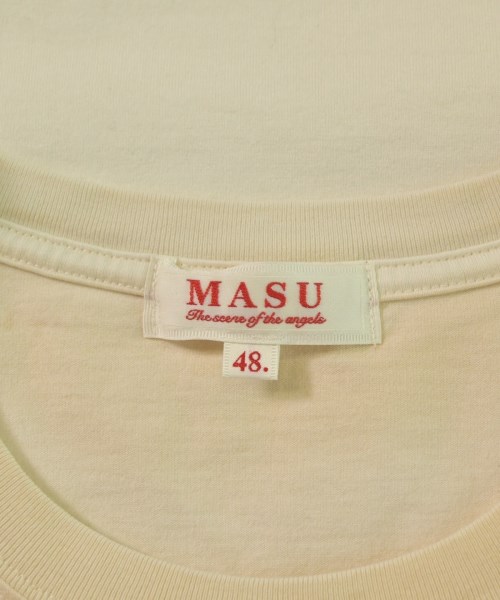 MASU
The scene of the angels
48.